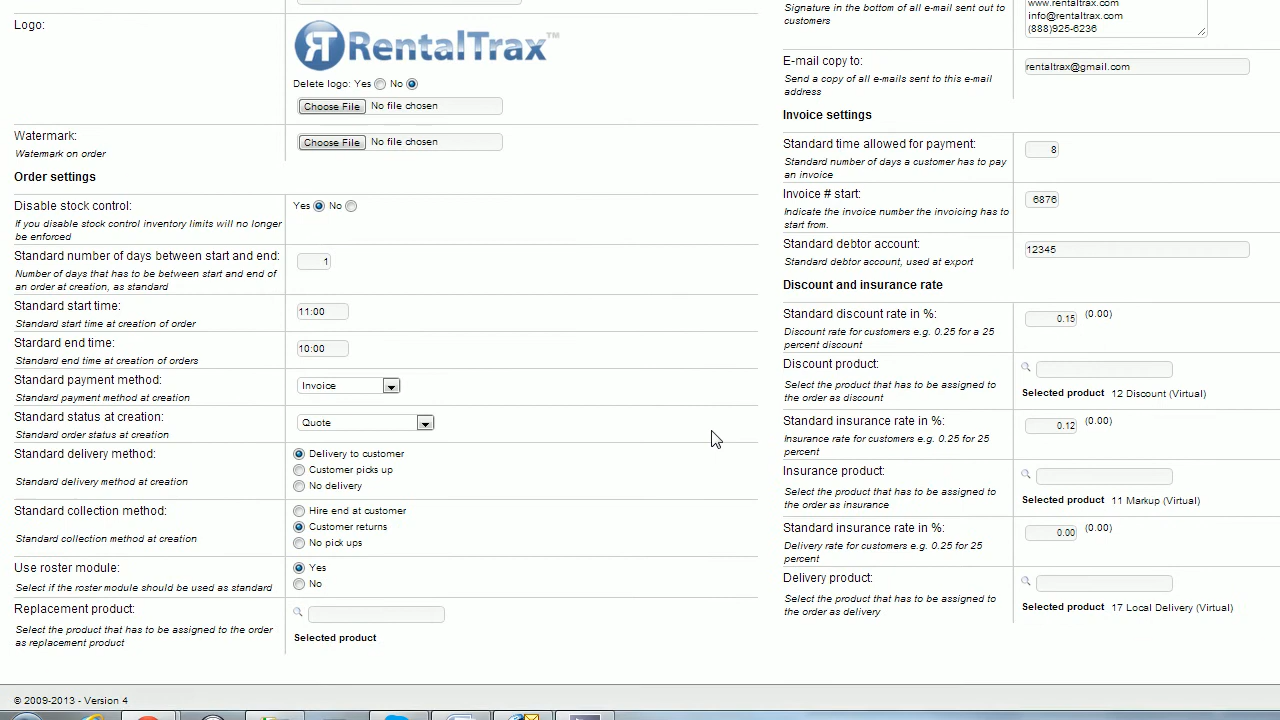 Logo:
RentalTrax™
Delete logo: Yes No
Choose File No file chosen
Watermark:
Watermark on order
Choose File No file chosen
Order settings
Disable stock control:
If you disable stock control inventory limits will no longer
be enforced
Yes No
Standard number of days between start and end:
Number of days that has to be between start and end of
an order at creation, as standard
1
Standard start time:
Standard start time at creation of order
11:00
Standard end time:
Standard end time at creation of orders
10:00
Standard payment method:
Standard payment method at creation
Invoice
Standard status at creation:
Standard order status at creation
Quote
Standard delivery method:
Standard delivery method at creation
Delivery to customer
Customer picks up
No delivery
Standard collection method:
Standard collection method at creation
Hire end at customer
Customer returns
No pick ups
Use roster module:
Select if the roster module should be used as standard
Yes
No
Replacement product:
Select the product that has to be assigned to the order
as replacement product
Selected product
Signature in the bottom of all e-mail sent out to
customers
www.rentaltrax.com
info@rentaltrax.com
(888)925-6236
E-mail copy to:
Send a copy of all e-mails sent to this e-mail
address
rentaltrax@gmail.com
Invoice settings
Standard time allowed for payment:
Standard number of days a customer has to pay
an invoice
8
Invoice # start:
Indicate the invoice number the invoicing has to
start from.
6876
Standard debtor account:
Standard debtor account, used at export
12345
Discount and insurance rate
Standard discount rate in %:
Discount rate for customers e.g. 0.25 for a 25
percent discount
0.15 (0.00)
Discount product:
Select the product that has to be assigned to
the order as discount
Selected product 12 Discount (Virtual)
Standard insurance rate in %:
Insurance rate for customers e.g. 0.25 for 25
percent
0.12 (0.00)
Insurance product:
Select the product that has to be assigned to
the order as insurance
Selected product 11 Markup (Virtual)
Standard insurance rate in %:
Delivery rate for customers e.g. 0.25 for 25
percent
0.00 (0.00)
Delivery product:
Select the product that has to be assigned to
the order as delivery
Selected product 17 Local Delivery (Virtual)
© 2009-2013 - Version 4